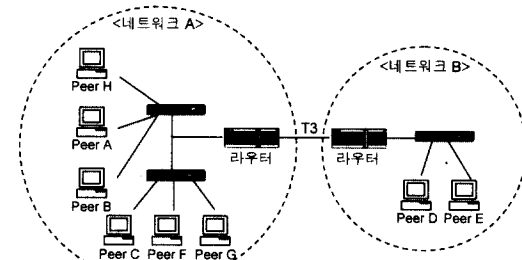 <네트워크 A>
Peer H
Peer A
Peer B
Peer C Peer F Peer G
라우터
T3
<네트워크 B>
라우터
Peer D Peer E